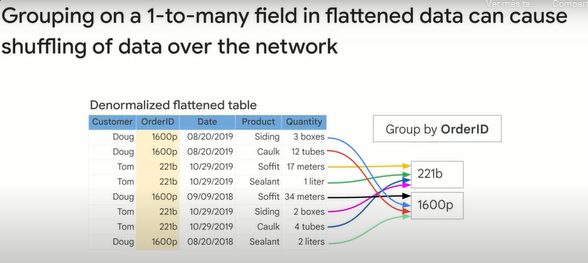 Ver más ta Compart
Grouping on a 1-to-many field in flattened data can cause
shuffling of data over the network
Denormalized flattened table
Customer OrderID Date Product Quantity
Doug 1600p 08/20/2019 Siding 3 boxes
Doug 1600p 08/20/2019 Caulk 12 tubes
Tom 221b 10/29/2019 Soffit 17 meters
Tom 221b 10/29/2019 Sealant 1 liter
Doug 1600p 09/09/2018 Soffit 34 meters
Tom 221b 10/29/2019 Siding 2 boxes
Tom 221b 10/29/2019 Caulk 4 tubes
Doug 1600p 08/20/2018 Sealant 2 liters
Group by OrderID
221b
1600p